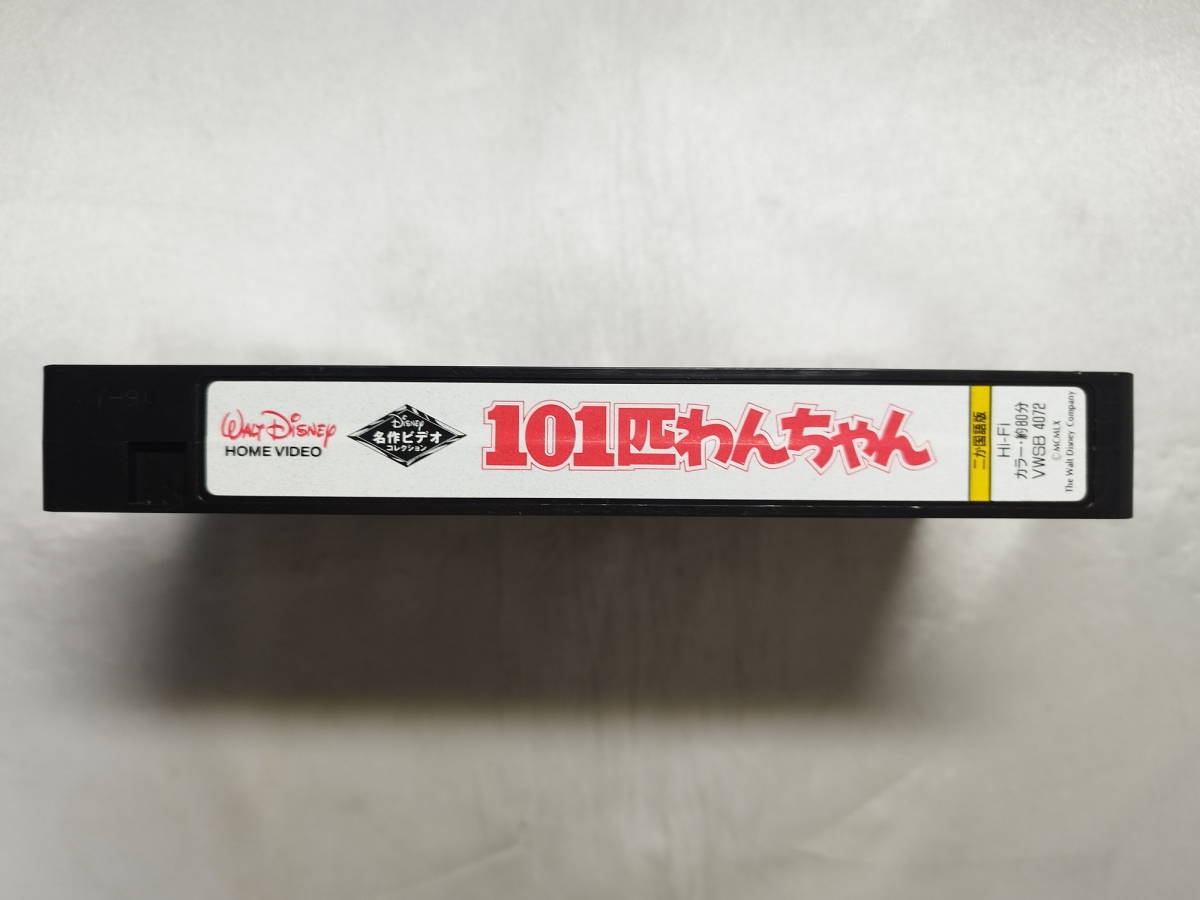 WALT DISNEY
HOME VIDEO
DISNEY
名作ビデオ
コレクション
101匹わんちゃん
二か国語版
Hi-Fi
カラー・約80分
VWSB 4072
©MCMLX
The Walt Disney Company